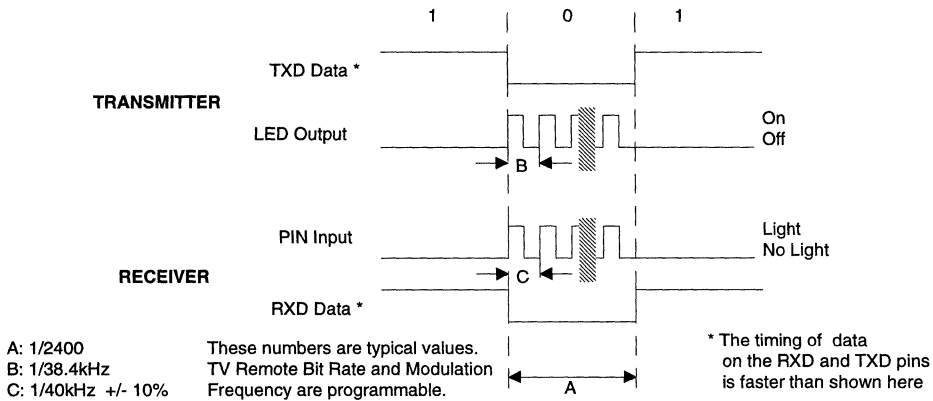 1 0 1
TXD Data *
TRANSMITTER
LED Output
On
Off
B
PIN Input
Light
No Light
RECEIVER
C
RXD Data *
A: 1/2400 These numbers are typical values.
B: 1/38.4kHz TV Remote Bit Rate and Modulation
C: 1/40kHz +/- 10% Frequency are programmable.
A
* The timing of data
on the RXD and TXD pins
is faster than shown here